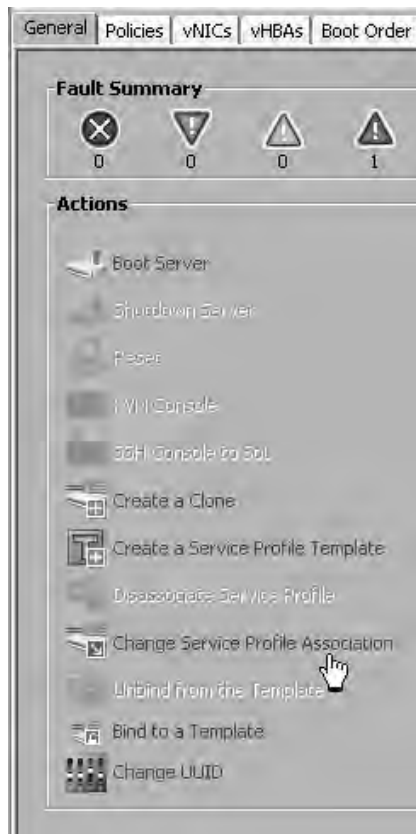 General Policies vNICs vHBAs Boot Order
Fault Summary
0 0 0 1
Actions
Boot Server
Shutdown Server
Reset
KVM Console
SSH Console to SoL
Create a Clone
Create a Service Profile Template
Disassociate Service Profile
Change Service Profile Association
Unbind from the Template
Bind to a Template
Change UUID